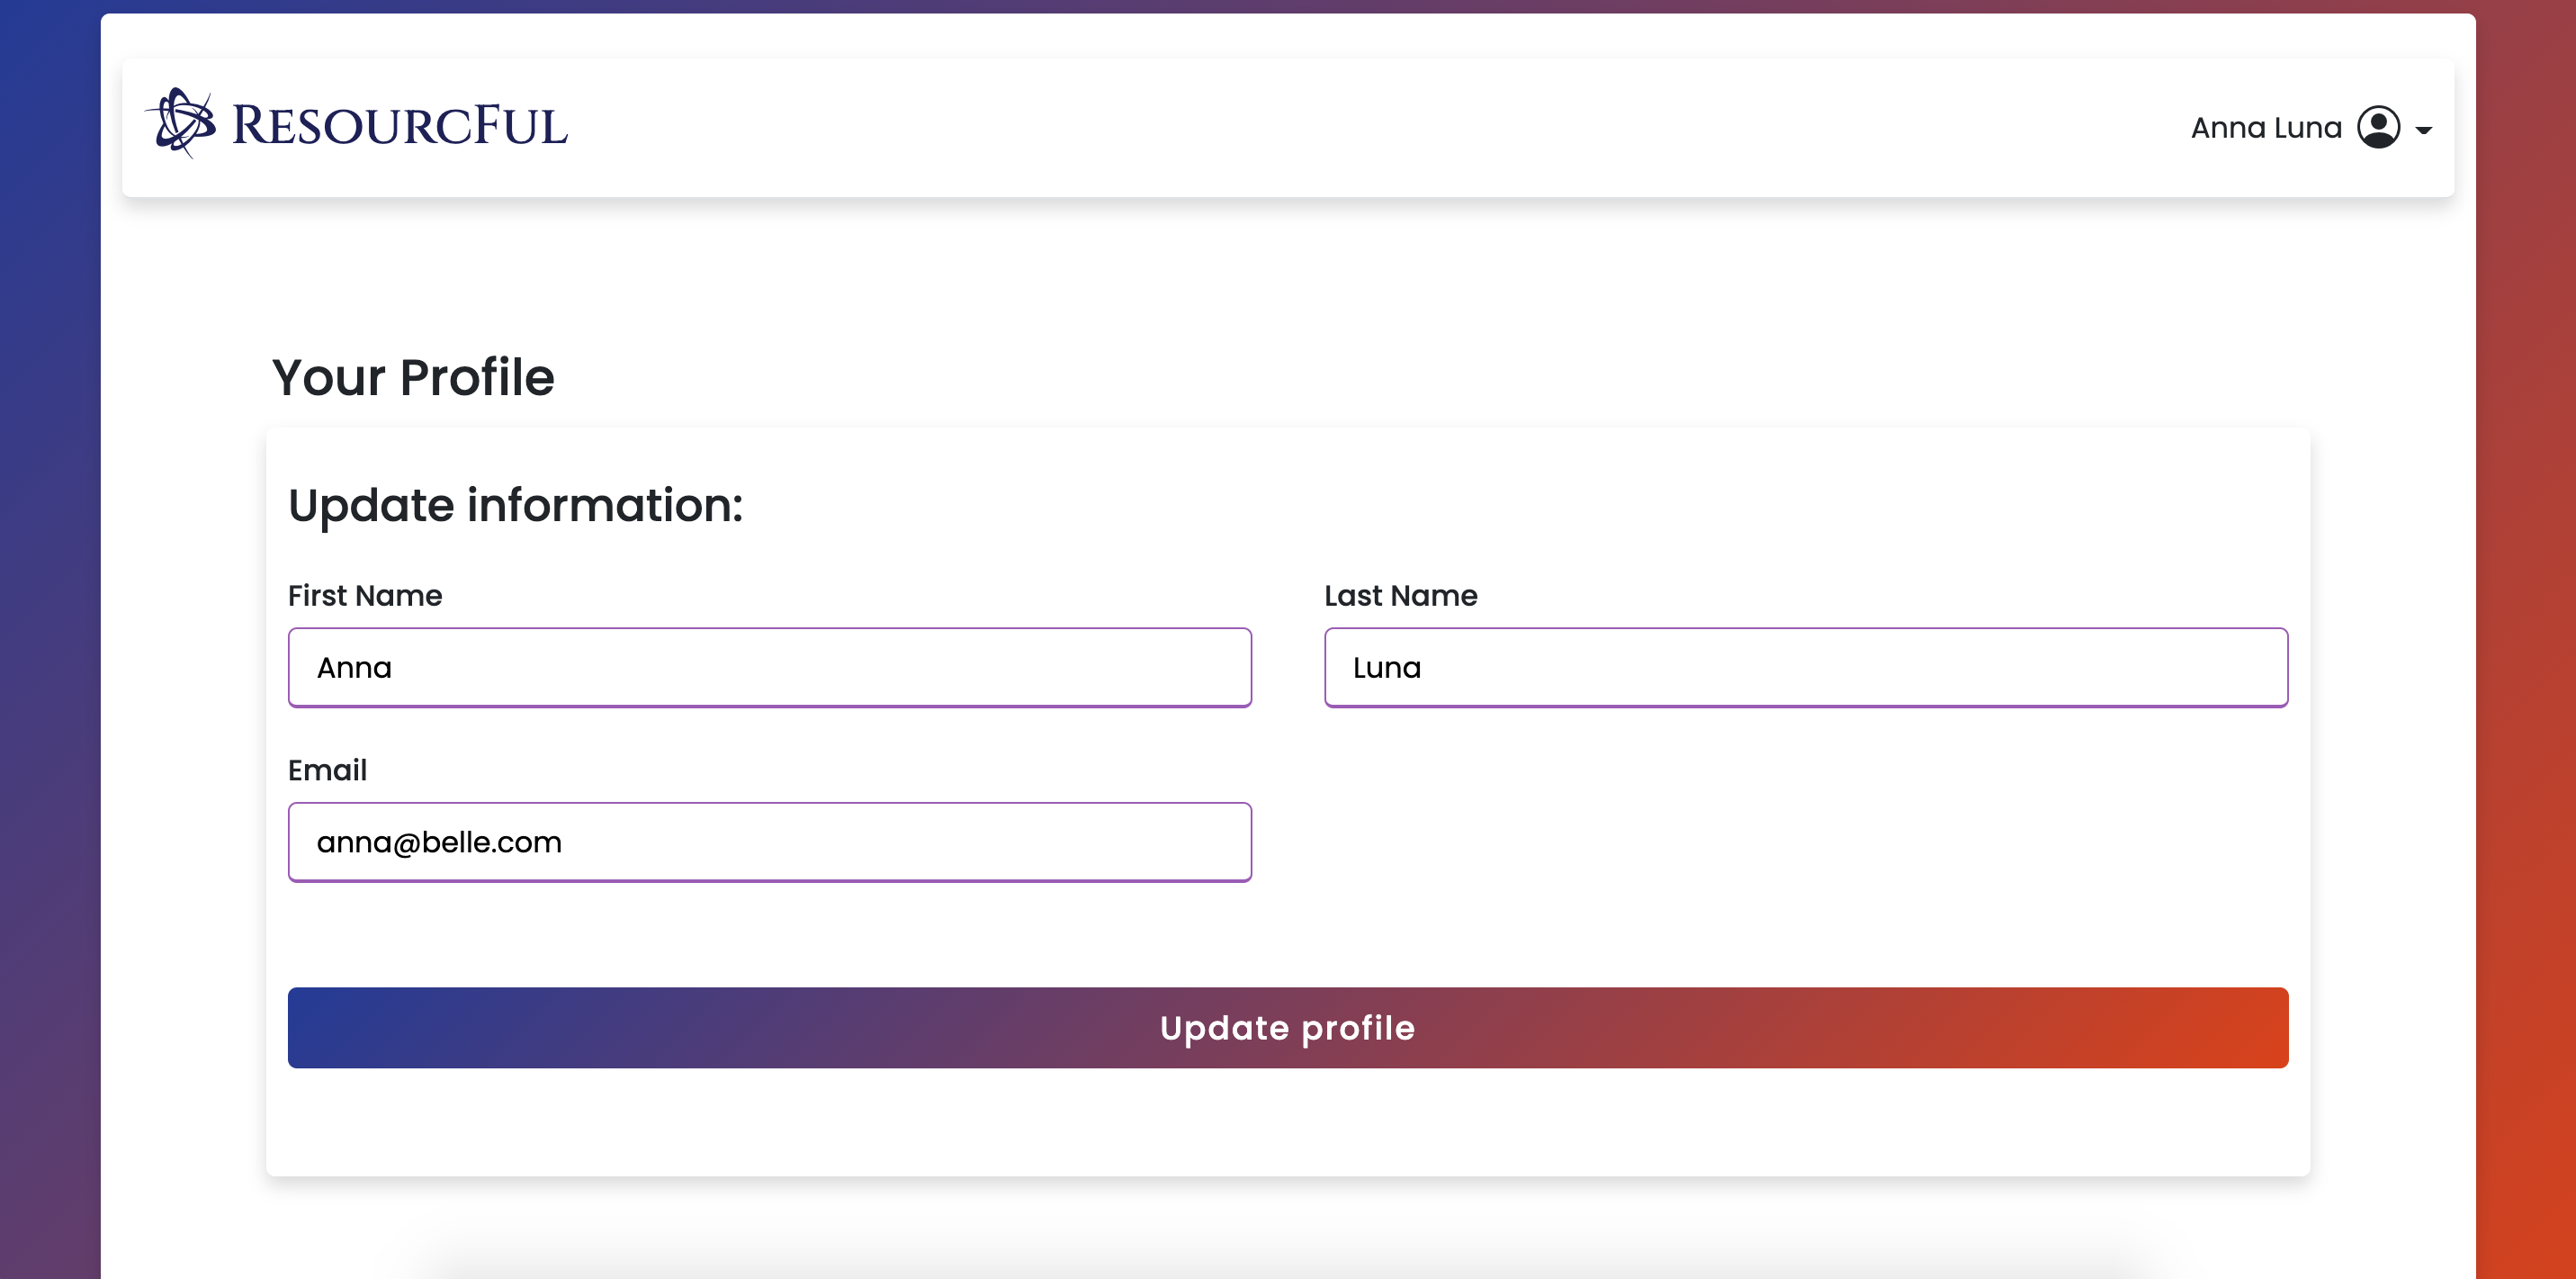 RESOURCFUL
Anna Luna
Your Profile
Update information:
First Name
Last Name
Anna
Luna
Email
anna@belle.com
Update profile